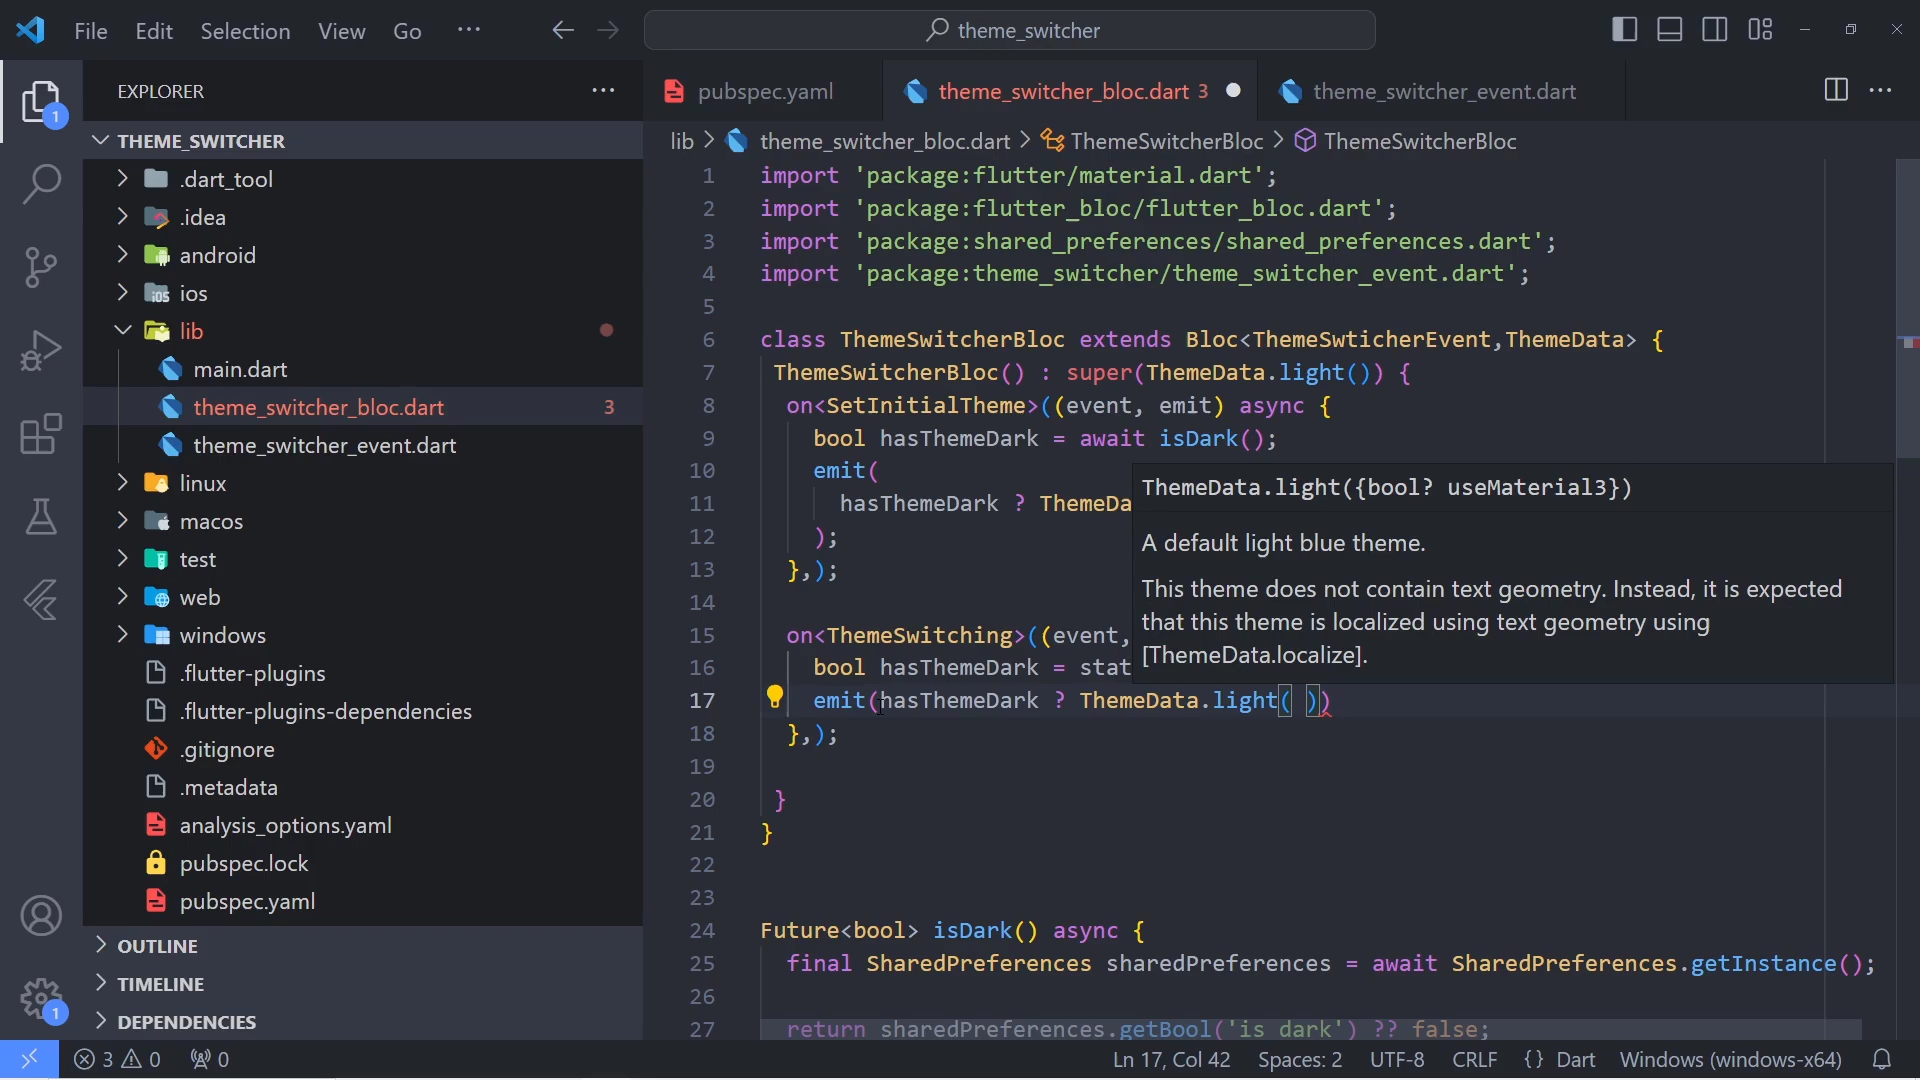 File Edit Selection View Go ···
theme_switcher
EXPLORER
pubspec.yaml
theme_switcher_bloc.dart 3
theme_switcher_event.dart
THEME_SWITCHER
.dart_tool
.idea
android
ios
lib
main.dart
theme_switcher_bloc.dart 3
theme_switcher_event.dart
linux
macos
test
web
windows
.flutter-plugins
.flutter-plugins-dependencies
.gitignore
.metadata
analysis_options.yaml
pubspec.lock
pubspec.yaml
OUTLINE
TIMELINE
DEPENDENCIES
1
1
lib > theme_switcher_bloc.dart > ThemeSwitcherBloc > ThemeSwitcherBloc
1 import 'package:flutter/material.dart';
2 import 'package:flutter_bloc/flutter_bloc.dart';
3 import 'package:shared_preferences/shared_preferences.dart';
4 import 'package:theme_switcher/theme_switcher_event.dart';
5
6 class ThemeSwitcherBloc extends Bloc<ThemeSwticherEvent,ThemeData> {
7 ThemeSwitcherBloc() : super(ThemeData.light()) {
8 on<SetInitialTheme>((event, emit) async {
9 bool hasThemeDark = await isDark();
10 emit(
11 hasThemeDark ? ThemeDa
12 );
13 },);
14
15 on<ThemeSwitching>((event,
16 bool hasThemeDark = stat
17 emit(hasThemeDark ? ThemeData.light( ))
18 },);
19
20 }
21 }
22
23
24 Future<bool> isDark() async {
25 final SharedPreferences sharedPreferences = await SharedPreferences.getInstance();
26
27 return sharedPreferences.getBool('is dark') ?? false;
ThemeData.light({bool? useMaterial3})
A default light blue theme.
This theme does not contain text geometry. Instead, it is expected
that this theme is localized using text geometry using
[ThemeData.localize].
3 0 0
Ln 17, Col 42 Spaces: 2 UTF-8 CRLF {} Dart Windows (windows-x64)